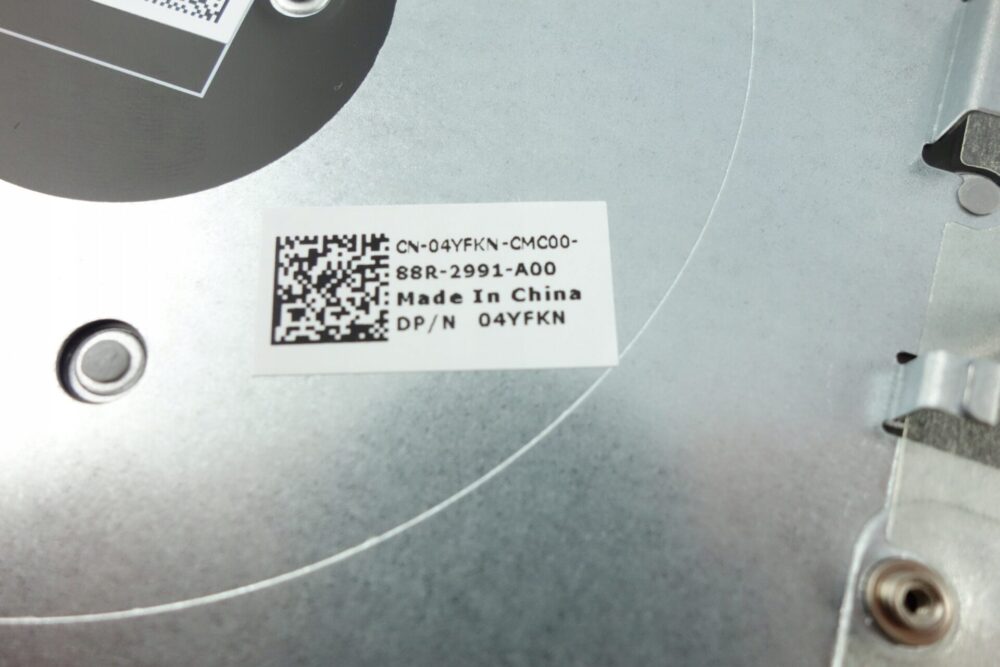 CN-04YFKN-CMC00-
88R-2991-A00
Made In China
DP/N 04YFKN